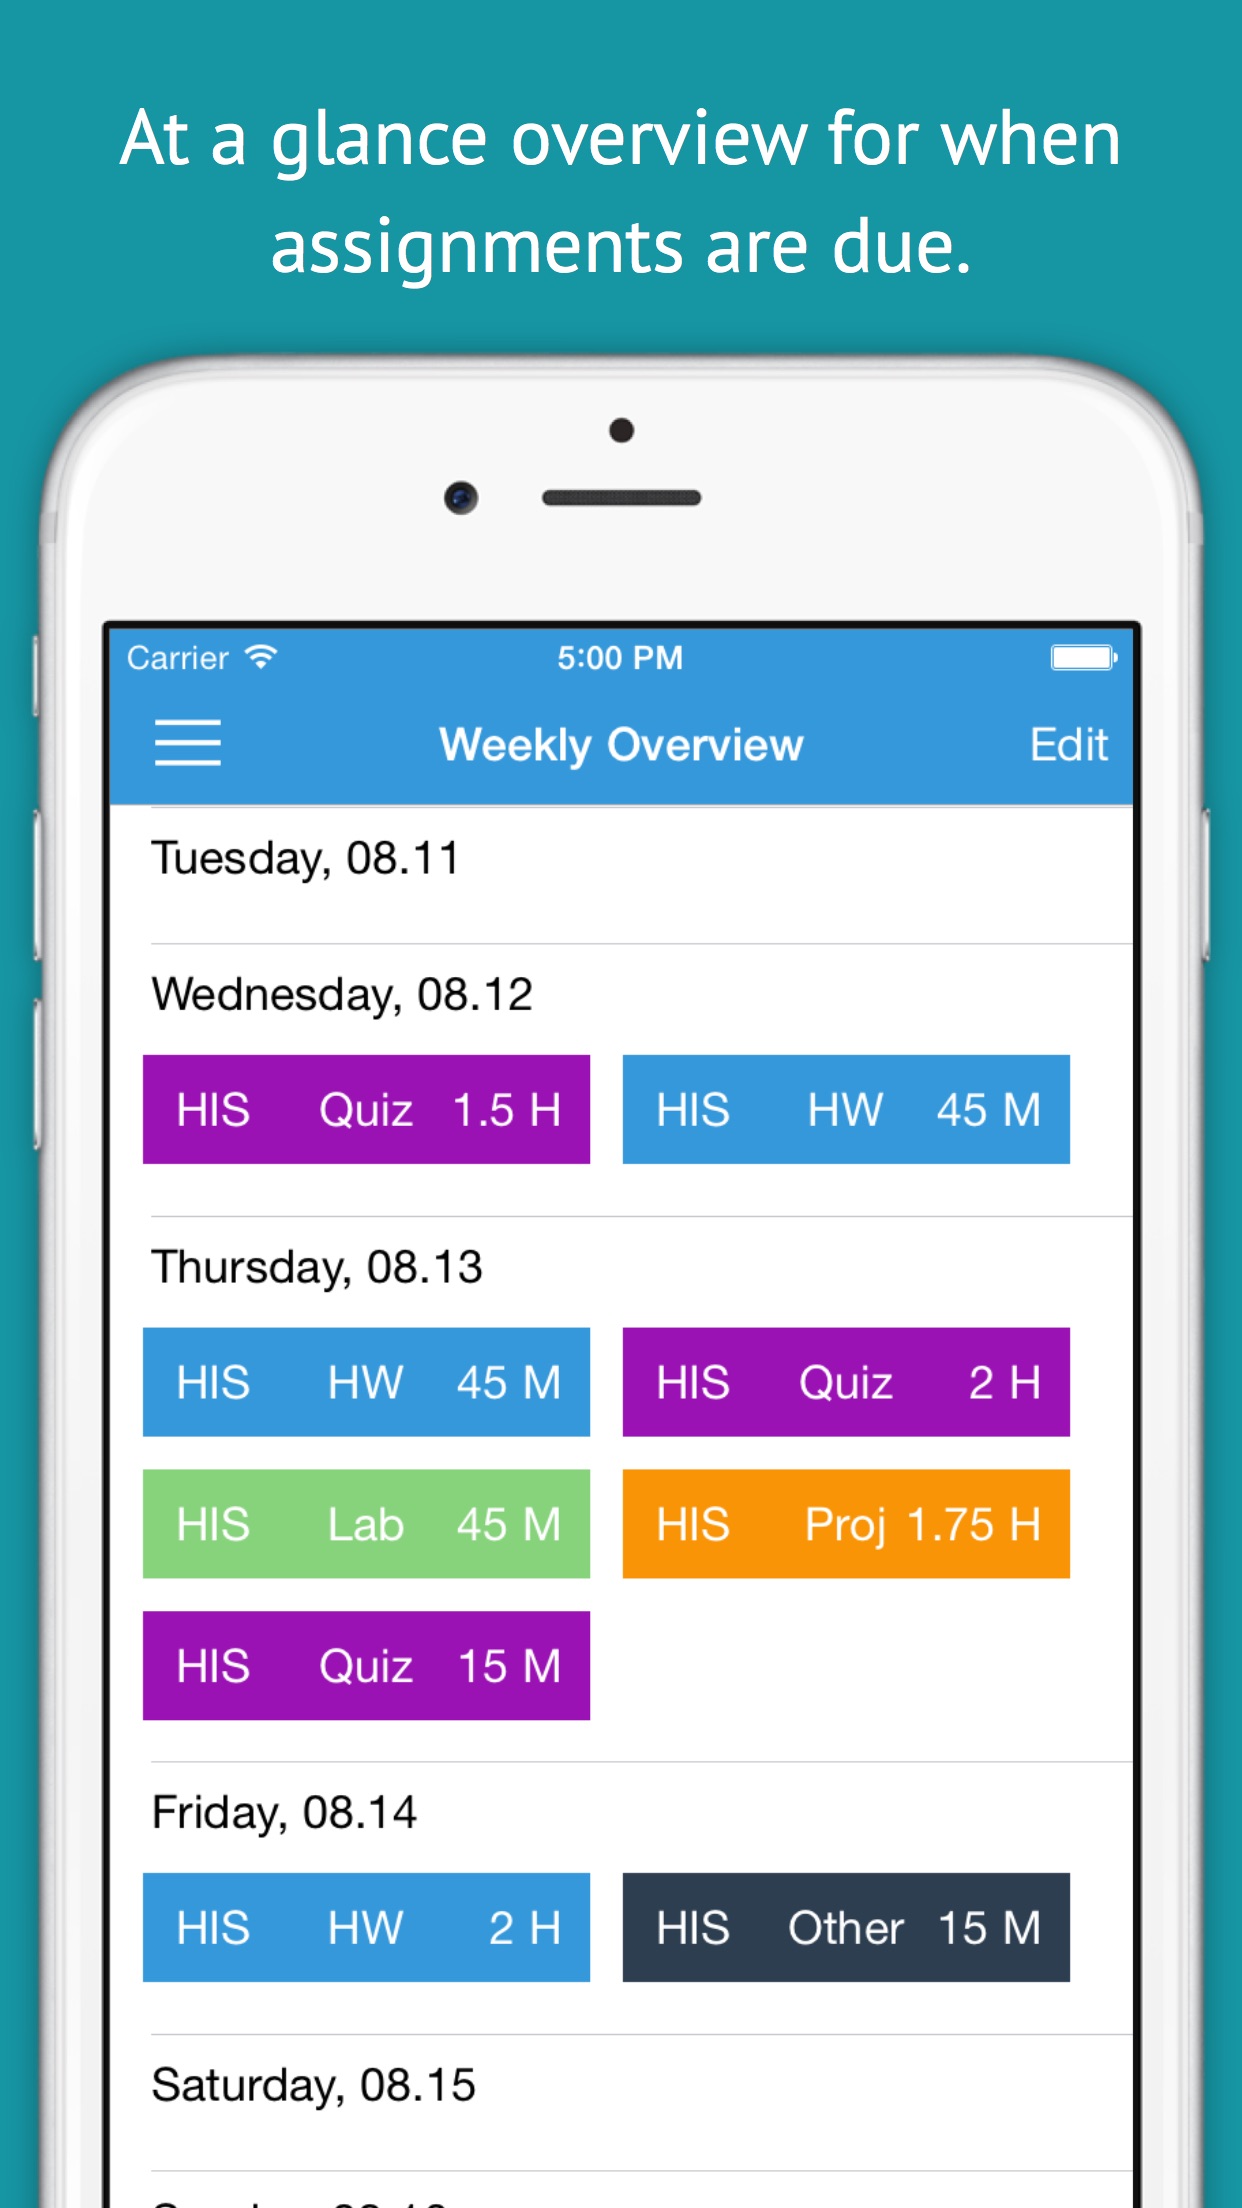 At a glance overview for when
assignments are due.
Carrier 5:00 PM
Weekly Overview Edit
Tuesday, 08.11
Wednesday, 08.12
HIS Quiz 1.5 H HIS HW 45 M
Thursday, 08.13
HIS HW 45 M HIS Quiz 2 H
HIS Lab 45 M HIS Proj 1.75 H
HIS Quiz 15 M
Friday, 08.14
HIS HW 2 H HIS Other 15 M
Saturday, 08.15